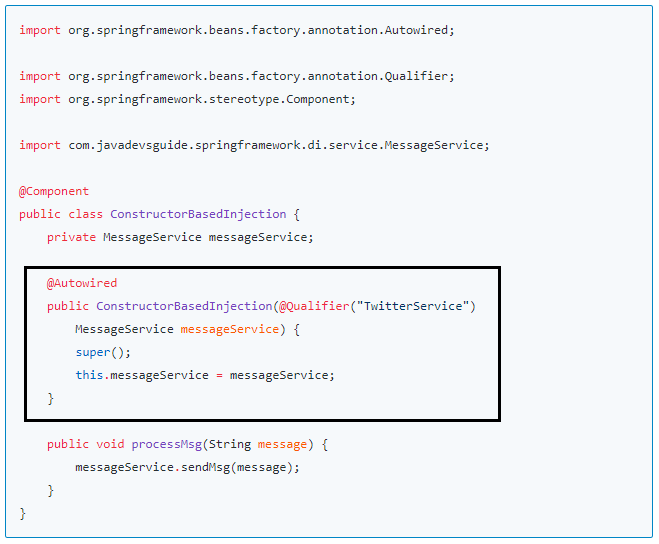 import org.springframework.beans.factory.annotation.Autowired;
import org.springframework.beans.factory.annotation.Qualifier;
import org.springframework.stereotype.Component;
import com.javadevsguide.springframework.di.service.MessageService;
@Component
public class ConstructorBasedInjection {
    private MessageService messageService;
    @Autowired
    public ConstructorBasedInjection(@Qualifier("TwitterService")
        MessageService messageService) {
        super();
        this.messageService = messageService;
    }
    public void processMsg(String message) {
        messageService.sendMsg(message);
    }
}